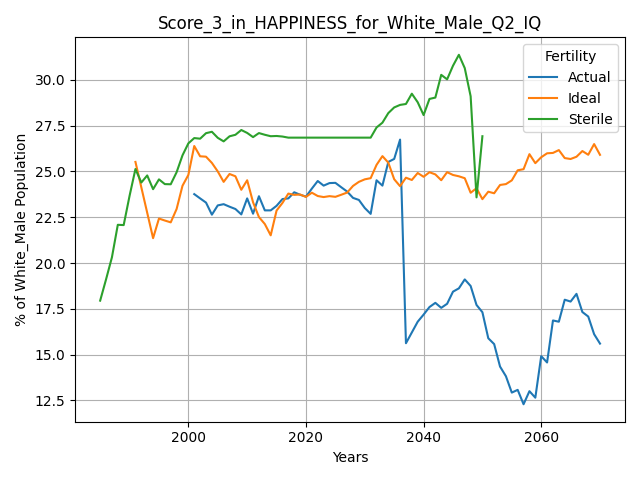 Score_3_in_HAPPINESS_for_White_Male_Q2_IQ
Fertility
Actual
Ideal
Sterile
% of White_Male Population
30.0
27.5
25.0
22.5
20.0
17.5
15.0
12.5
2000 2020 2040 2060
Years